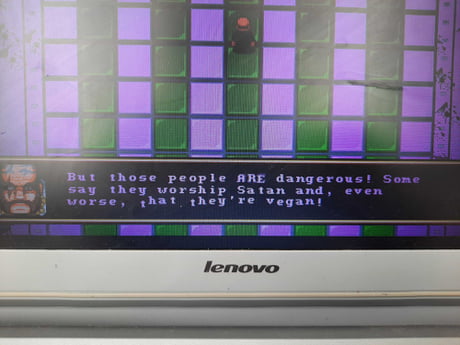 But those people ARE dangerous! Some
say they worship Satan and, even
worse, that they're vegan!
lenovo